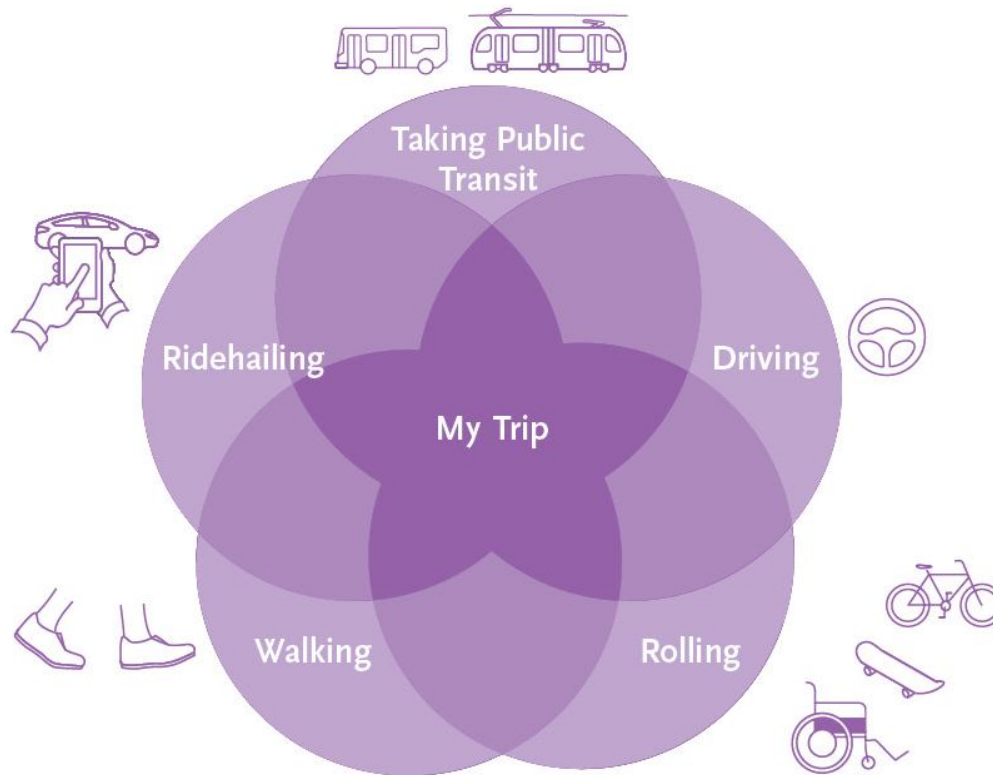 Taking Public
Transit
Ridehailing
Driving
My Trip
Walking
Rolling